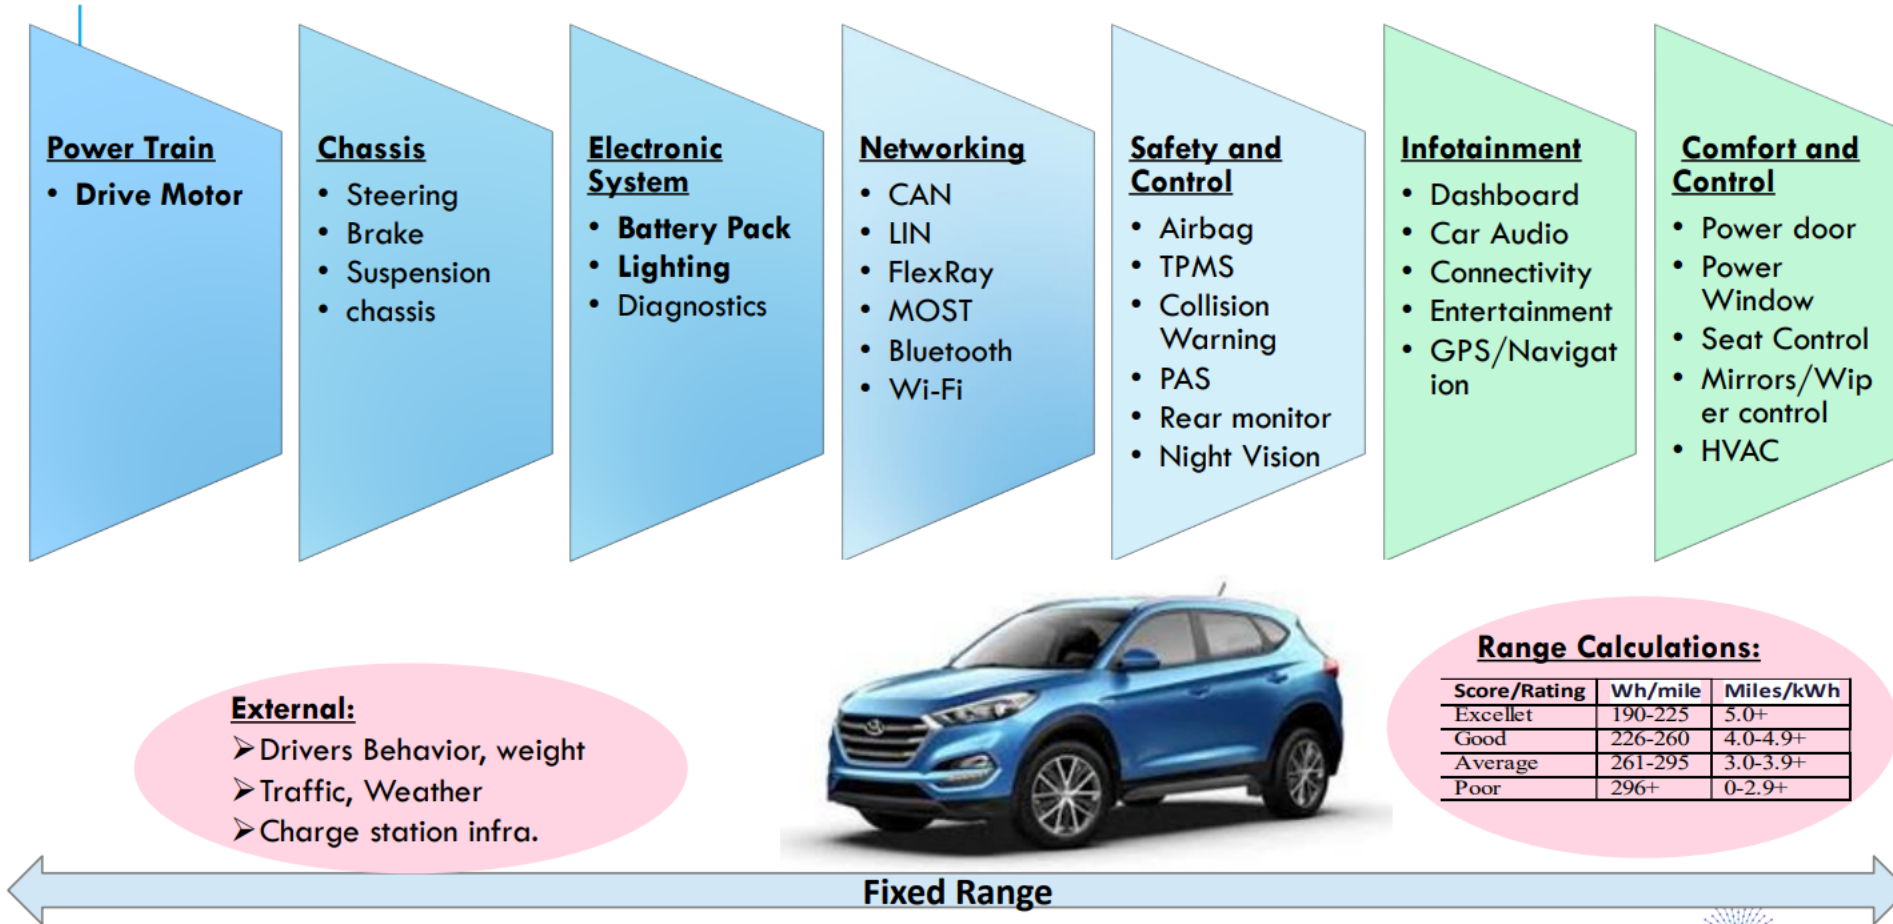 Power Train
• Drive Motor
Chassis
• Steering
• Brake
• Suspension
• chassis
Electronic
System
• Battery Pack
• Lighting
• Diagnostics
Networking
• CAN
• LIN
• FlexRay
• MOST
• Bluetooth
• Wi-Fi
Safety and
Control
• Airbag
• TPMS
• Collision
Warning
• PAS
• Rear monitor
• Night Vision
Infotainment
• Dashboard
• Car Audio
• Connectivity
• Entertainment
• GPS/Navigat
ion
Comfort and
Control
• Power door
• Power
Window
• Seat Control
• Mirrors/Wip
er control
• HVAC
External:
➢Drivers Behavior, weight
➢Traffic, Weather
➢Charge station infra.
Range Calculations:
Score/Rating Wh/mile Miles/kWh
Excellet 190-225 5.0+
Good 226-260 4.0-4.9+
Average 261-295 3.0-3.9+
Poor 296+ 0-2.9+
Fixed Range